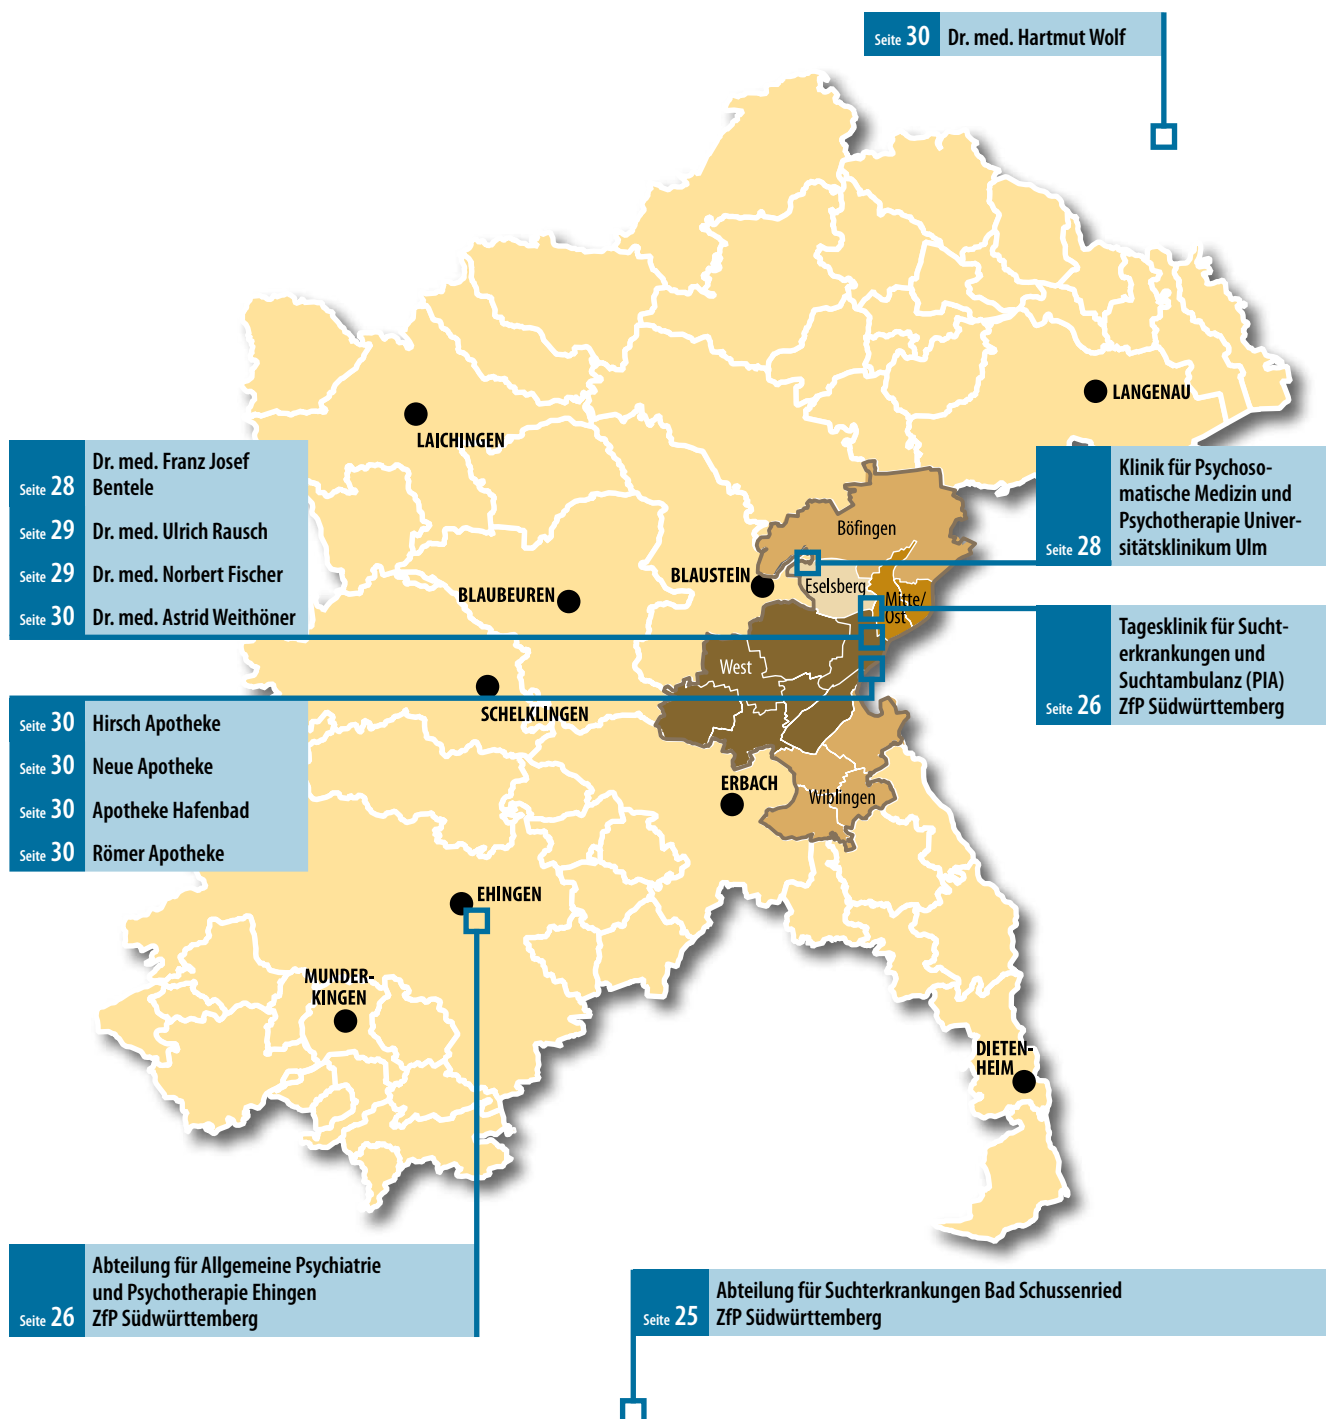 Seite 30 Dr. med. Hartmut Wolf
LANGENAU
LAICHINGEN
Dr. med. Franz Josef
Seite 28 Bentele
Seite 29 Dr. med. Ulrich Rausch
Seite 29 Dr. med. Norbert Fischer
Seite 30 Dr. med. Astrid Weithöner
Klinik für Psychoso-
matische Medizin und
Psychotherapie Univer-
Seite 28 sitätsklinikum Ulm
Böfingen
BLAUSTEIN
Eselsberg
BLAUBEUREN
Mitte/
Ost
Tagesklinik für Sucht-
erkrankungen und
Suchtambulanz (PIA)
Seite 26 ZfP Südwürttemberg
West
SCHELKLINGEN
Seite 30 Hirsch Apotheke
Seite 30 Neue Apotheke
Seite 30 Apotheke Hafenbad
Seite 30 Römer Apotheke
ERBACH
Wiblingen
EHINGEN
MUNDER-
KINGEN
DIETEN-
HEIM
Abteilung für Allgemeine Psychiatrie
und Psychotherapie Ehingen
Seite 26 ZfP Südwürttemberg
Abteilung für Suchterkrankungen Bad Schussenried
Seite 25 ZfP Südwürttemberg